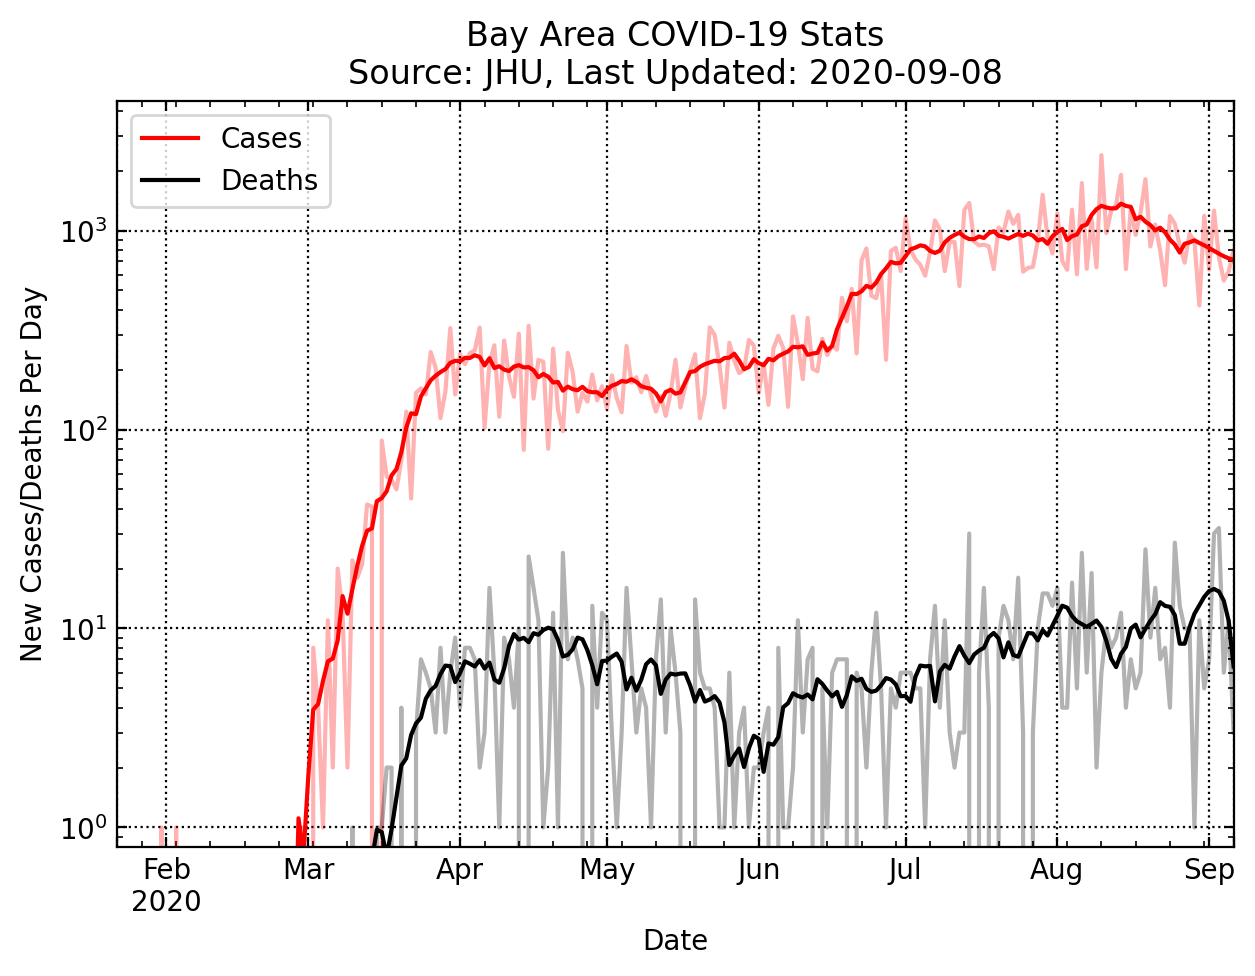 Bay Area COVID-19 Stats
Source: JHU, Last Updated: 2020-09-08
Cases
Deaths
10³
10²
10¹
10⁰
New Cases/Deaths Per Day
Feb Mar Apr May Jun Jul Aug Sep
2020
Date